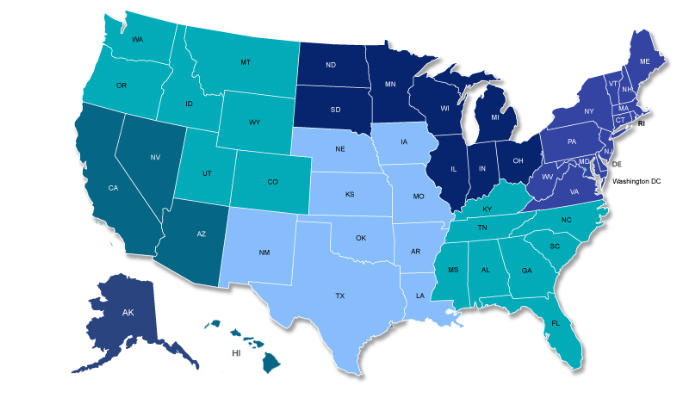 WA
ME
MT
ND
MN
VT
NH
OR
WI
MA
ID
SD
MI
NY
CT
RI
WY
IA
PA
NJ
NE
OH
NV
IL
IN
MD
DE
UT
CO
WV
Washington DC
CA
KS
MO
VA
KY
NC
TN
AZ
OK
AR
SC
NM
MS
AL
GA
TX
LA
AK
FL
HI